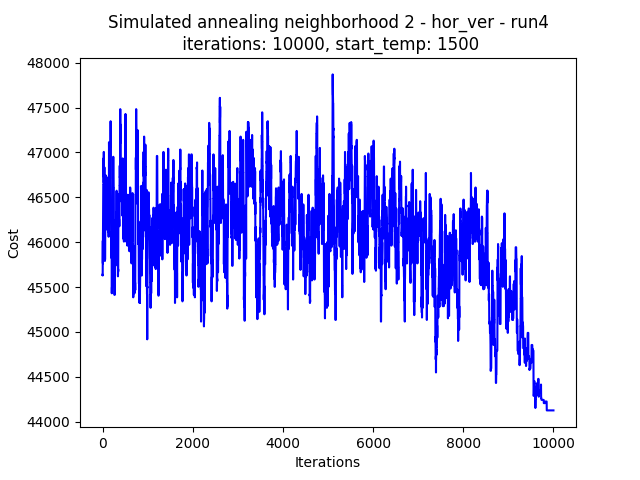 Simulated annealing neighborhood 2 - hor_ver - run4
iterations: 10000, start_temp: 1500
48000
47500
47000
46500
46000
45500
45000
44500
44000
Cost
0 2000 4000 6000 8000 10000
Iterations